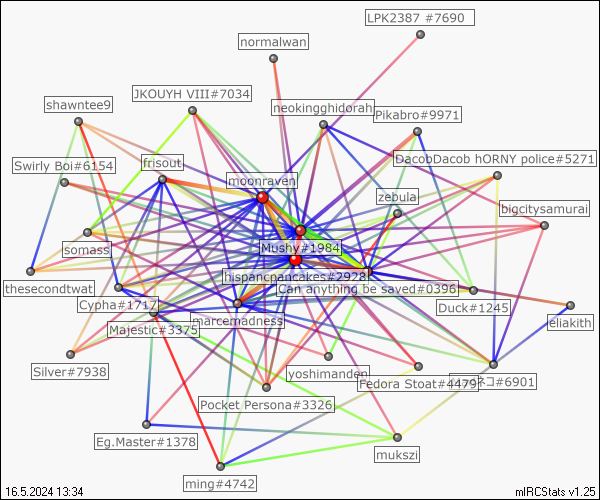 LPK2387 #7690
normalwan
JKOUYH VIII#7034
shawntee9
neokingghidorah
Pikabro#9971
DacobDacob hORNY police#5271
Swirly Boi#6154
frisout
moonraven
zebula
bigcitysamurai
somass
Mushy#1984
hispanicpancakes#2928
thesecondtwat
Can anything be saved#0396
Cypha#1717
Duck#1245
eliakith
marcemadness
Majestic#3375
Silver#7938
yoshimanden
Fedora Stoat#4479
ネコ#6901
Pocket Persona#3326
Eg.Master#1378
mukszi
ming#4742
16.5.2024 13:34
mIRCStats v1.25